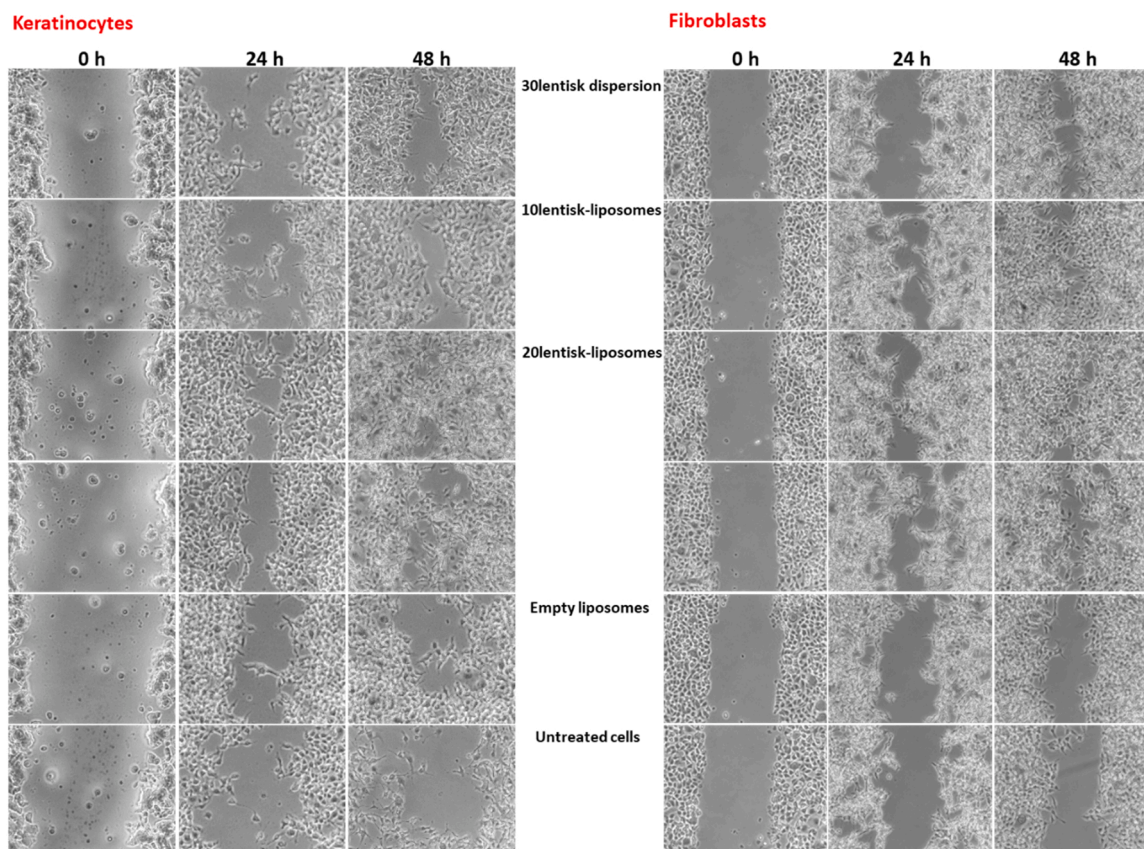 Keratinocytes
Fibroblasts
0 h
24 h
48 h
0 h
24 h
48 h
30lentisk dispersion
10lentisk-liposomes
20lentisk-liposomes
Empty liposomes
Untreated cells